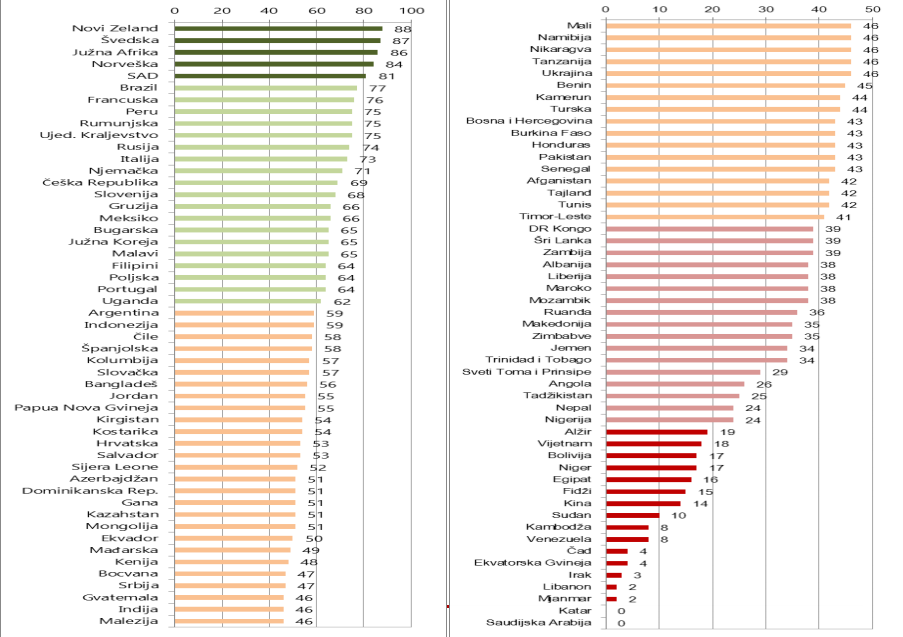 0 20 40 60 80 100
Novi Zeland 88
Švedska 87
Južna Afrika 86
Norveška 84
SAD 81
Brazil 77
Francuska 76
Peru 75
Rumunjska 75
Ujed. Kraljevstvo 75
Rusija 74
Italija 73
Njemačka 71
Češka Republika 69
Slovenija 68
Gruzija 66
Meksiko 66
Bugarska 65
Južna Koreja 65
Malavi 65
Filipini 64
Poljska 64
Portugal 64
Uganda 62
Argentina 59
Indonezija 59
Čile 58
Španjolska 58
Kolumbija 57
Slovačka 57
Bangladeš 56
Jordan 55
Papua Nova Gvineja 55
Kirgistan 54
Kostarika 54
Hrvatska 53
Salvador 53
Sijera Leone 52
Azerbajdžan 51
Dominikanska Rep. 51
Gana 51
Kazahstan 51
Mongolija 51
Ekvador 50
Mađarska 49
Kenija 48
Bocvana 47
Srbija 47
Gvatemala 46
Indija 46
Malezija 46
0 10 20 30 40 50
Mali 46
Namibija 46
Nikaragva 46
Tanzanija 46
Ukrajina 46
Benin 45
Kamerun 44
Turska 44
Bosna i Hercegovina 43
Burkina Faso 43
Honduras 43
Pakistan 43
Senegal 43
Afganistan 42
Tajland 42
Tunis 42
Timor-Leste 41
DR Kongo 39
Šri Lanka 39
Zambija 39
Albanija 38
Liberija 38
Maroko 38
Mozambik 38
Ruanda 36
Makedonija 35
Zimbabve 35
Jemen 34
Trinidad i Tobago 34
Sveti Toma i Prinsipe 29
Angola 26
Tadžikistan 25
Nepal 24
Nigerija 24
Alžir 19
Vijetnam 18
Bolivija 17
Niger 17
Egipat 16
Fidži 15
Kina 14
Sudan 10
Kambodža 8
Venezuela 8
Čad 4
Ekvatorska Gvineja 4
Irak 3
Libanon 2
Mjanmar 2
Katar 0
Saudijska Arabija 0